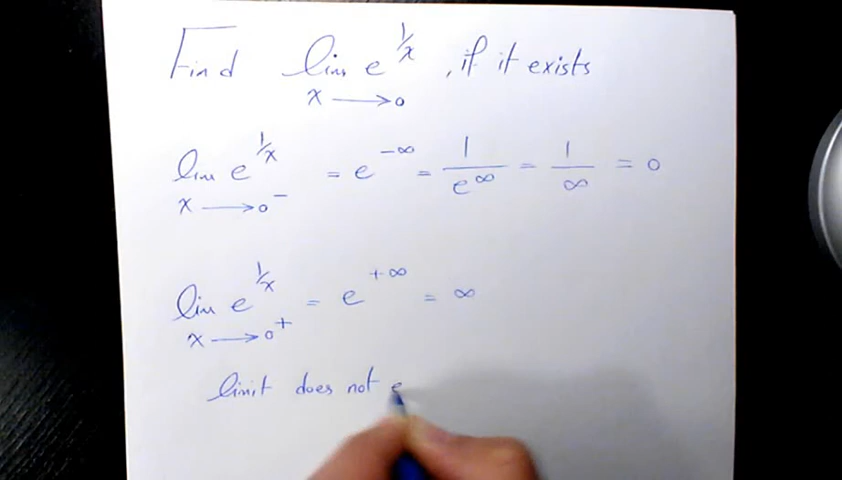 Find lim e^{1/x}, if it exists
x ⟶ 0
lim e^{1/x} = e^{-∞} = 1/e^∞ = 1/∞ = 0
x ⟶ 0^-
lim e^{1/x} = e^{+∞} = ∞
x ⟶ 0^+
limit does not e